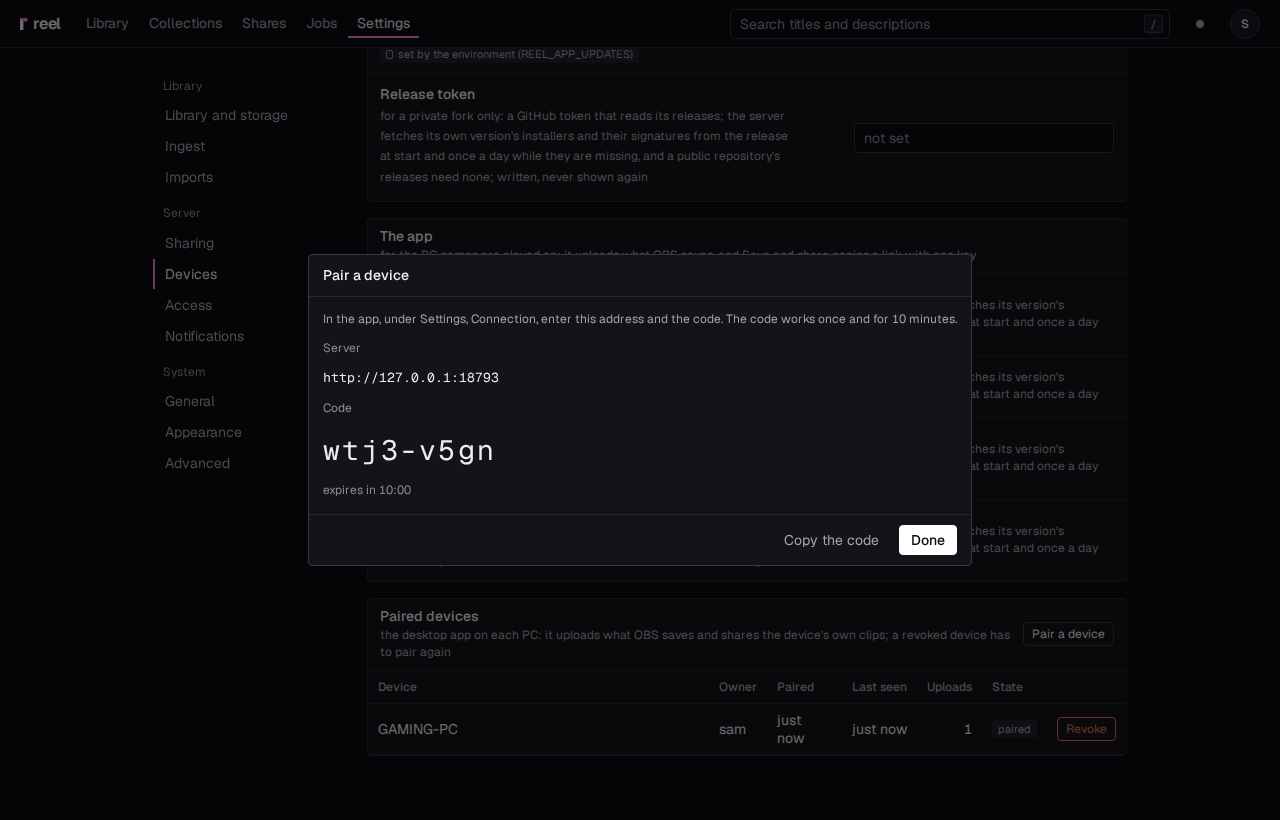 reel
Library
Collections
Shares
Jobs
Settings
Search titles and descriptions
/
S
Library
Library and storage
Ingest
Imports
Server
Sharing
Devices
Access
Notifications
System
General
Appearance
Advanced
set by the environment (REEL_APP_UPDATES)
Release token
for a private fork only: a GitHub token that reads its releases; the server
fetches its own version's installers and their signatures from the release
at start and once a day while they are missing, and a public repository's
releases need none; written, never shown again
not set
The app
Pair a device
In the app, under Settings, Connection, enter this address and the code. The code works once and for 10 minutes.
Server
http://127.0.0.1:18793
Code
wtj3-v5gn
expires in 10:00
Copy the code
Done
ches its version's
at start and once a day
ches its version's
at start and once a day
ches its version's
at start and once a day
ches its version's
at start and once a day
Paired devices
the desktop app on each PC: it uploads what OBS saves and shares the device's own clips; a revoked device has
to pair again
Pair a device
Device Owner Paired Last seen Uploads State
GAMING-PC sam just now just now 1 paired Revoke